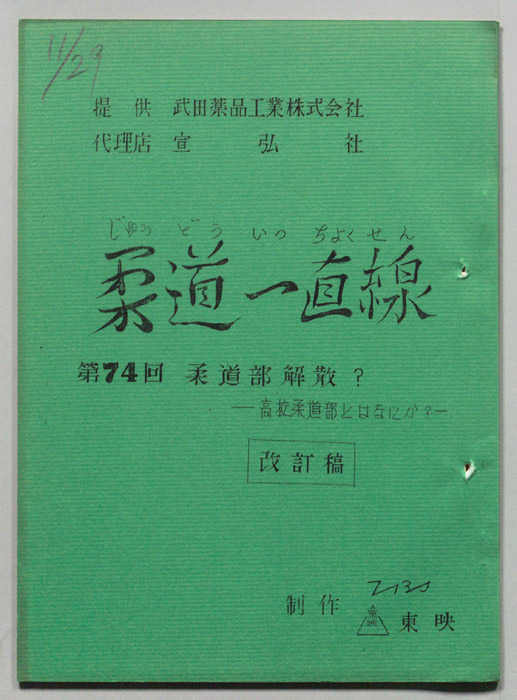 11/29
提供 武田薬品工業株式会社
代理店 宣弘社
じゅう どう いっ ちょくせん
柔道一直線
第74回 柔道部解散?
—高校柔道部とはなにか?—
改訂稿
TBS
制作 東映